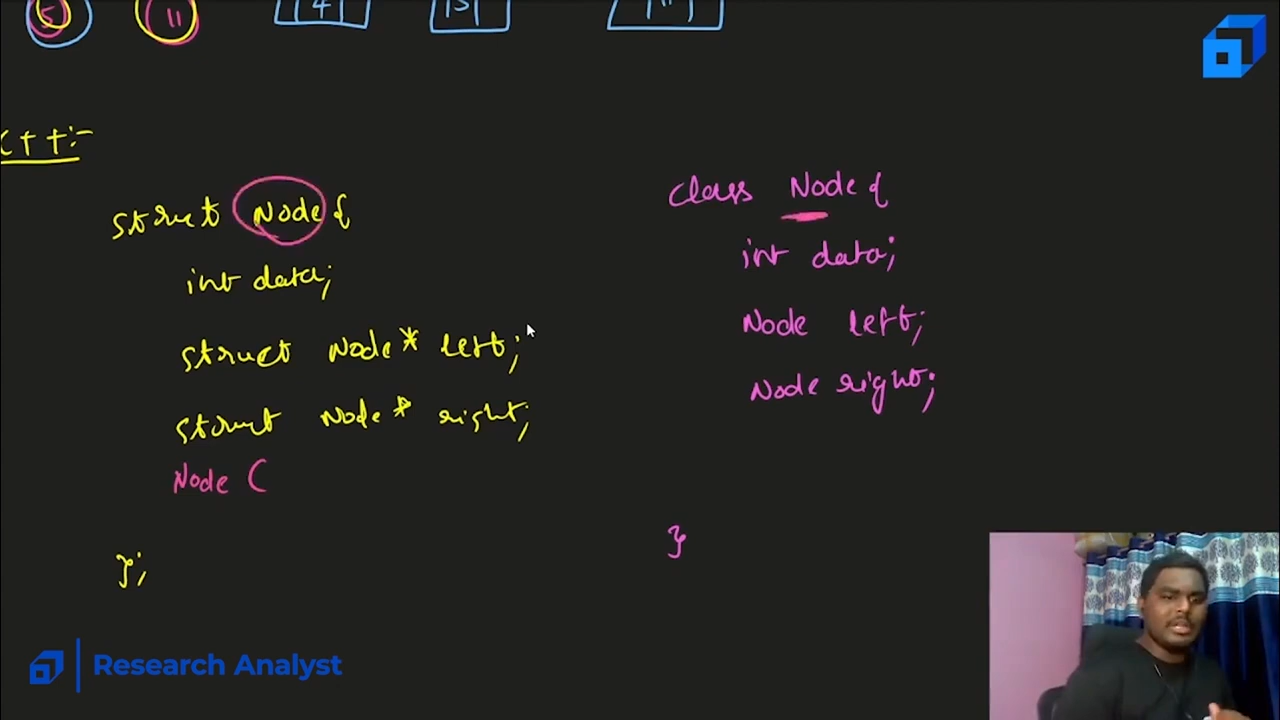 5 11 4
C++:-
struct Node{
int data;
struct Node* left;
struct Node* right;
Node (
};
class Node{
int data;
Node left;
Node right;
}
Research Analyst